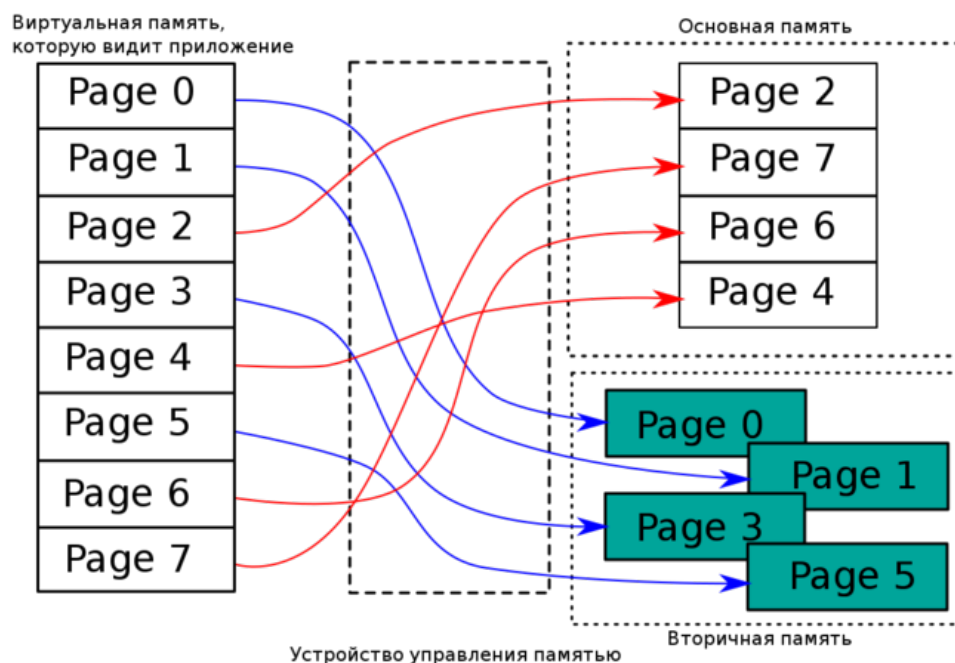 Виртуальная память,
которую видит приложение
Page 0
Page 1
Page 2
Page 3
Page 4
Page 5
Page 6
Page 7
Основная память
Page 2
Page 7
Page 6
Page 4
Page 0
Page 1
Page 3
Page 5
Вторичная память
Устройство управления памятью